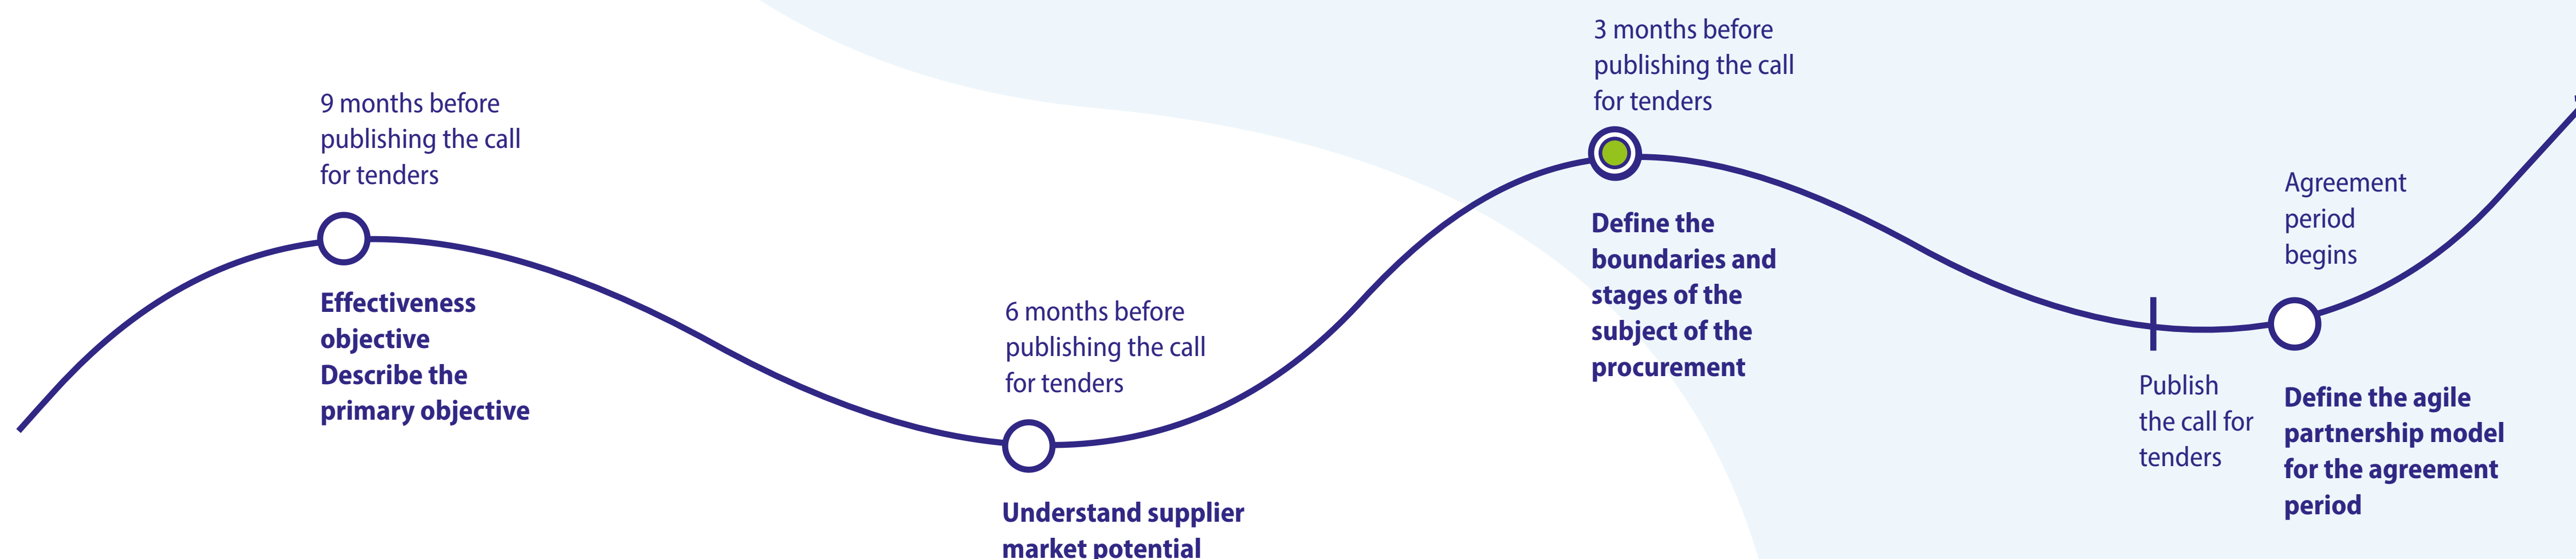 9 months before
publishing the call
for tenders
Effectiveness
objective
Describe the
primary objective
6 months before
publishing the call
for tenders
Understand supplier
market potential
3 months before
publishing the call
for tenders
Define the
boundaries and
stages of the
subject of the
procurement
Publish
the call for
tenders
Agreement
period
begins
Define the agile
partnership model
for the agreement
period